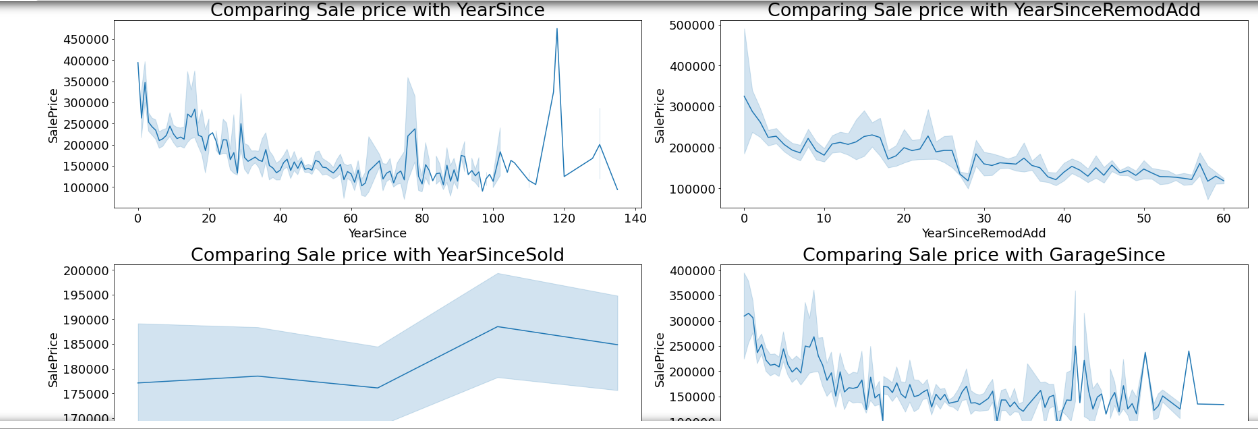 Comparing Sale price with YearSince
450000
400000
350000
300000
250000
200000
150000
100000
SalePrice
0 20 40 60 80 100 120 140
YearSince
Comparing Sale price with YearSinceRemodAdd
500000
400000
300000
200000
100000
SalePrice
0 10 20 30 40 50 60
YearSinceRemodAdd
Comparing Sale price with YearSinceSold
200000
195000
190000
185000
180000
175000
170000
SalePrice
Comparing Sale price with GarageSince
400000
350000
300000
250000
200000
150000
100000
SalePrice